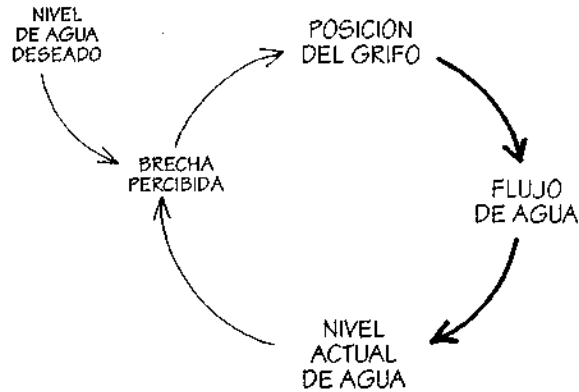 NIVEL
DE AGUA
DESEADO
POSICION
DEL GRIFO
BRECHA
PERCIBIDA
FLUJO
DE AGUA
NIVEL
ACTUAL
DE AGUA